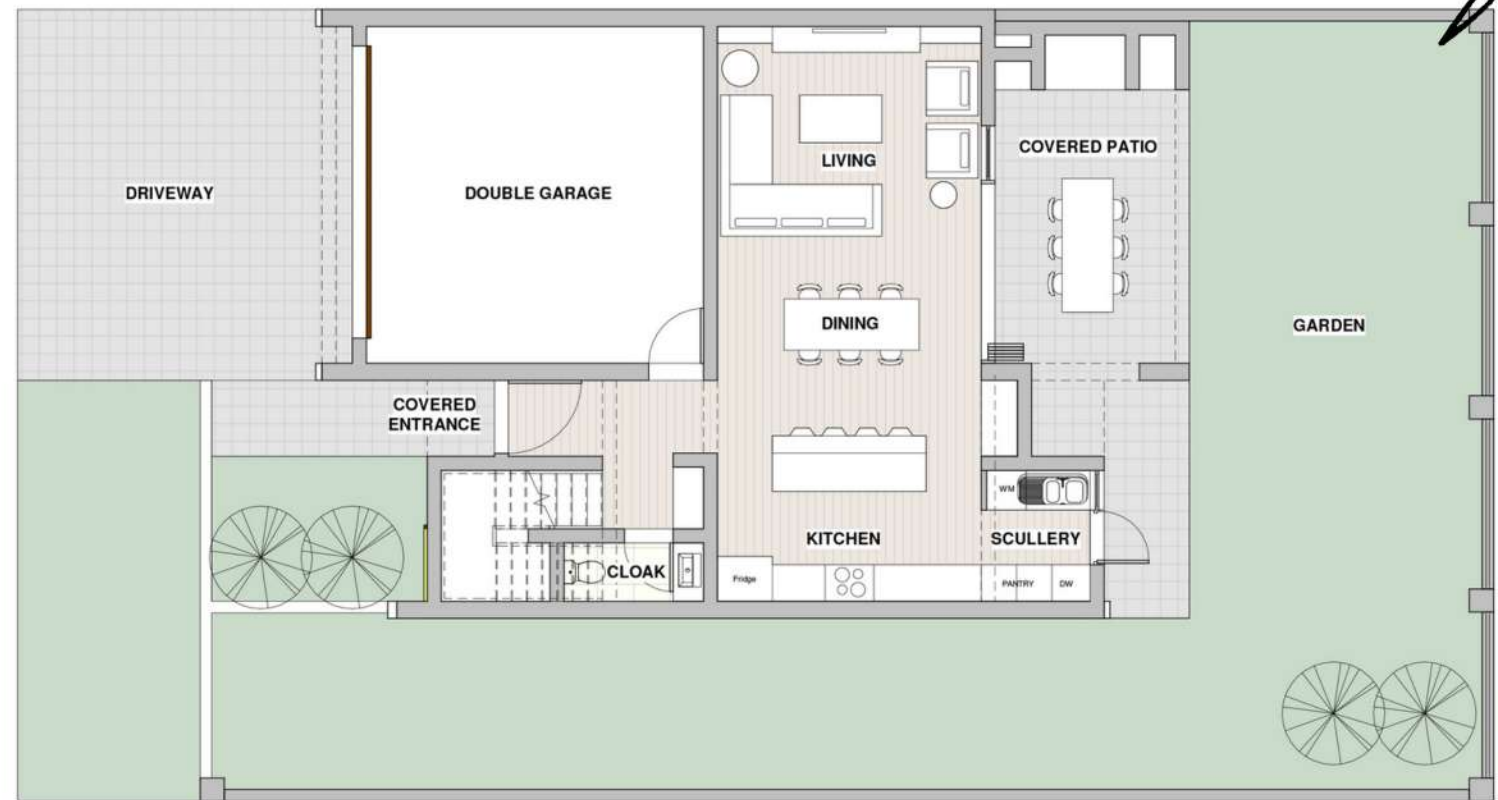 COVERED PATIO
LIVING
DRIVEWAY
DOUBLE GARAGE
DINING
GARDEN
COVERED
ENTRANCE
WM
KITCHEN
SCULLERY
CLOAK
Fridge
PANTRY
DW